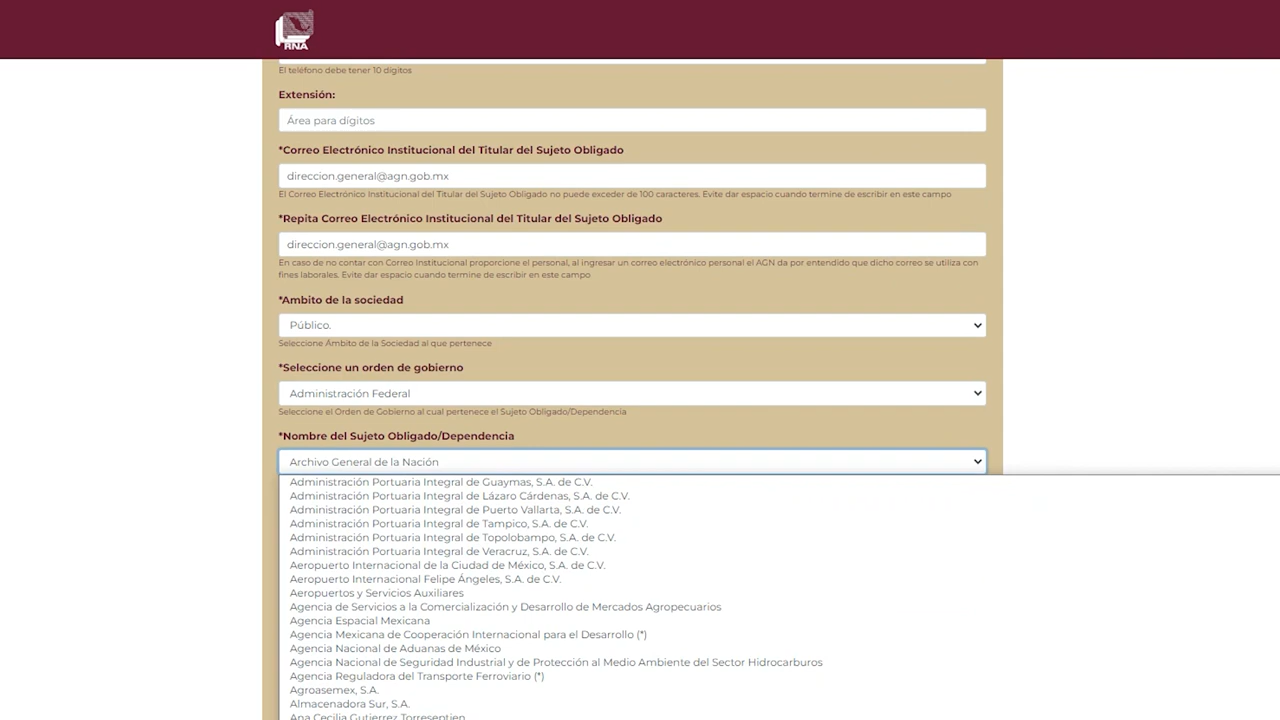 RNA
El teléfono debe tener 10 dígitos
Extensión:
Área para dígitos
*Correo Electrónico Institucional del Titular del Sujeto Obligado
direccion.general@agn.gob.mx
El Correo Electrónico Institucional del Titular del Sujeto Obligado no puede exceder de 100 caracteres. Evite dar espacio cuando termine de escribir en este campo
*Repita Correo Electrónico Institucional del Titular del Sujeto Obligado
direccion.general@agn.gob.mx
En caso de no contar con Correo Institucional proporcione el personal, al ingresar un correo electrónico personal el AGN da por entendido que dicho correo se utiliza con
fines laborales. Evite dar espacio cuando termine de escribir en este campo
*Ambito de la sociedad
Público.
Seleccione Ámbito de la Sociedad al que pertenece
*Seleccione un orden de gobierno
Administración Federal
Seleccione el Orden de Gobierno al cual pertenece el Sujeto Obligado/Dependencia
*Nombre del Sujeto Obligado/Dependencia
Archivo General de la Nación
Administración Portuaria Integral de Guaymas, S.A. de C.V.
Administración Portuaria Integral de Lázaro Cárdenas, S.A. de C.V.
Administración Portuaria Integral de Puerto Vallarta, S.A. de C.V.
Administración Portuaria Integral de Tampico, S.A. de C.V.
Administración Portuaria Integral de Topolobampo, S.A. de C.V.
Administración Portuaria Integral de Veracruz, S.A. de C.V.
Aeropuerto Internacional de la Ciudad de México, S.A. de C.V.
Aeropuerto Internacional Felipe Ángeles, S.A. de C.V.
Aeropuertos y Servicios Auxiliares
Agencia de Servicios a la Comercialización y Desarrollo de Mercados Agropecuarios
Agencia Espacial Mexicana
Agencia Mexicana de Cooperación Internacional para el Desarrollo (*)
Agencia Nacional de Aduanas de México
Agencia Nacional de Seguridad Industrial y de Protección al Medio Ambiente del Sector Hidrocarburos
Agencia Reguladora del Transporte Ferroviario (*)
Agroasemex, S.A.
Almacenadora Sur, S.A.
Ana Cecilia Gutierrez Torresentien